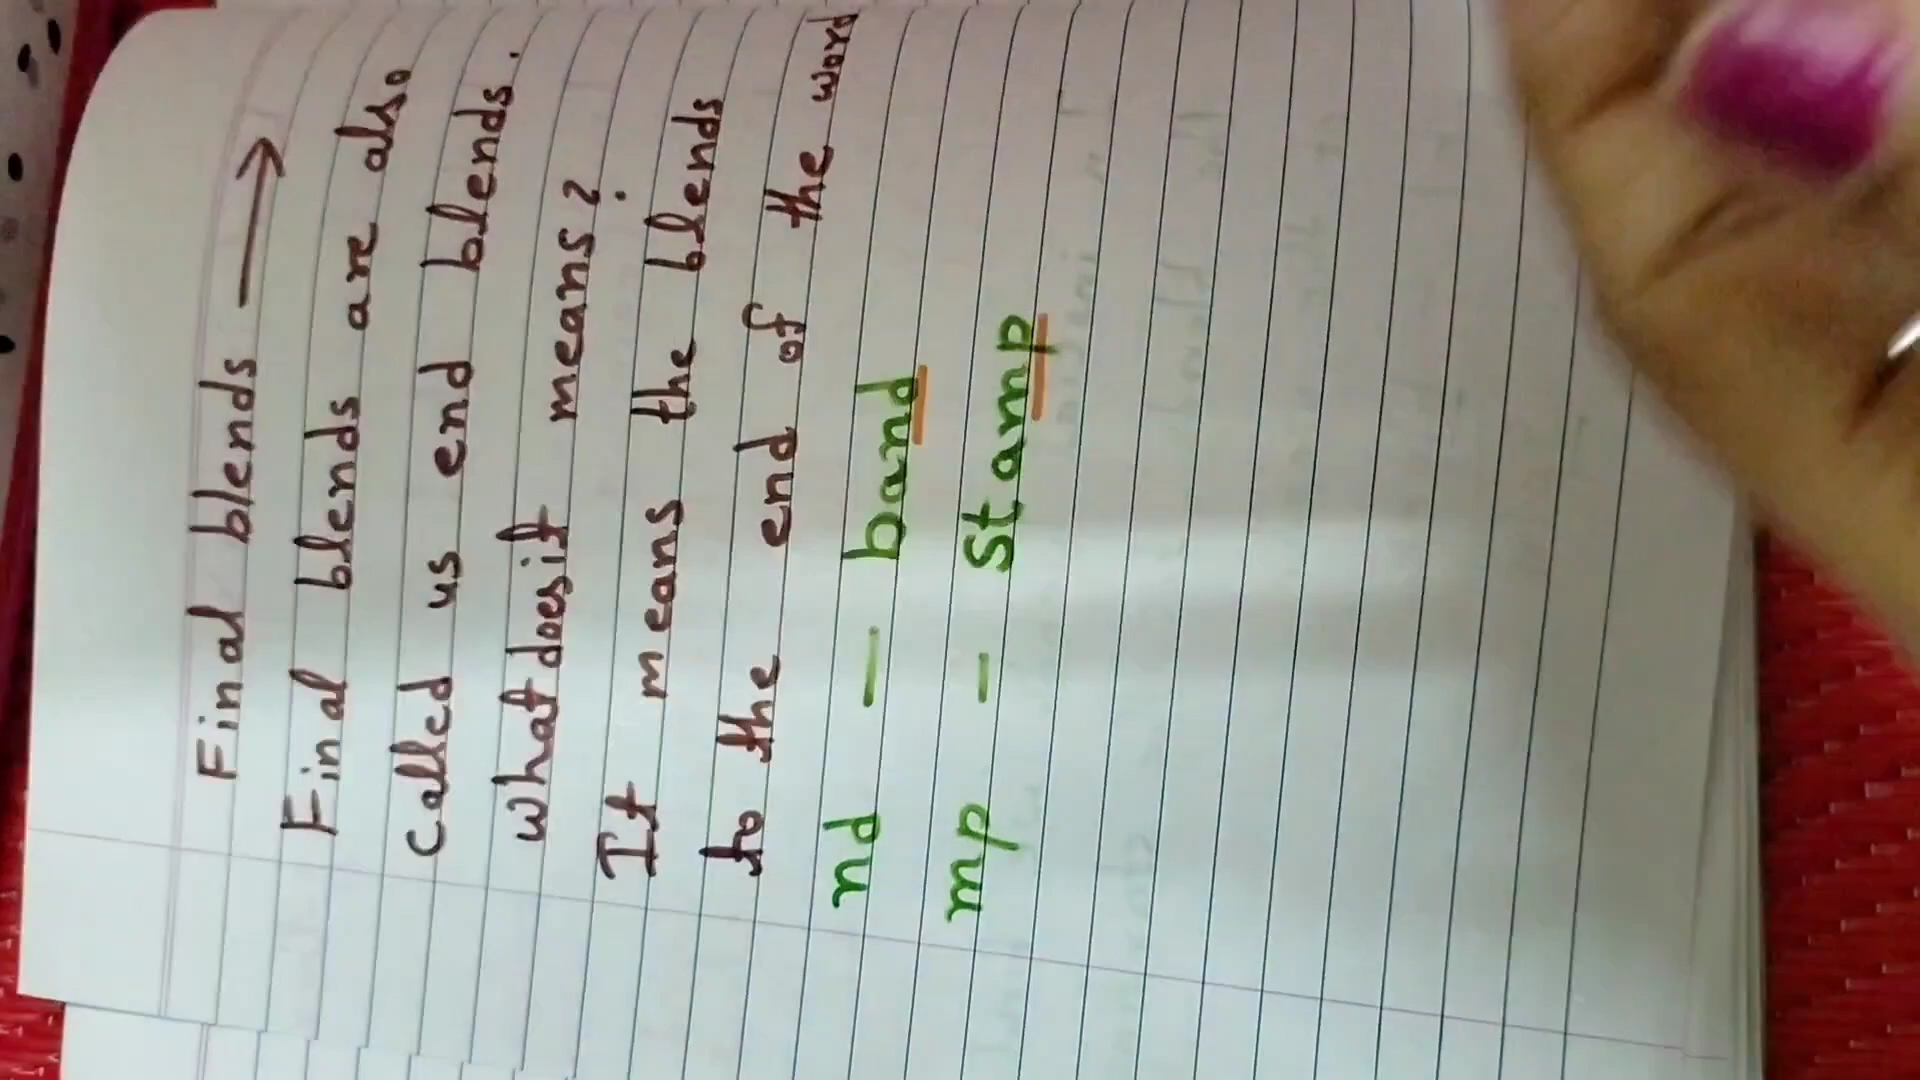 Final blends →
Final blends are also
called us end blends.
what does it means?
It means the blends
to the end of the word
nd - band
mp - stamp